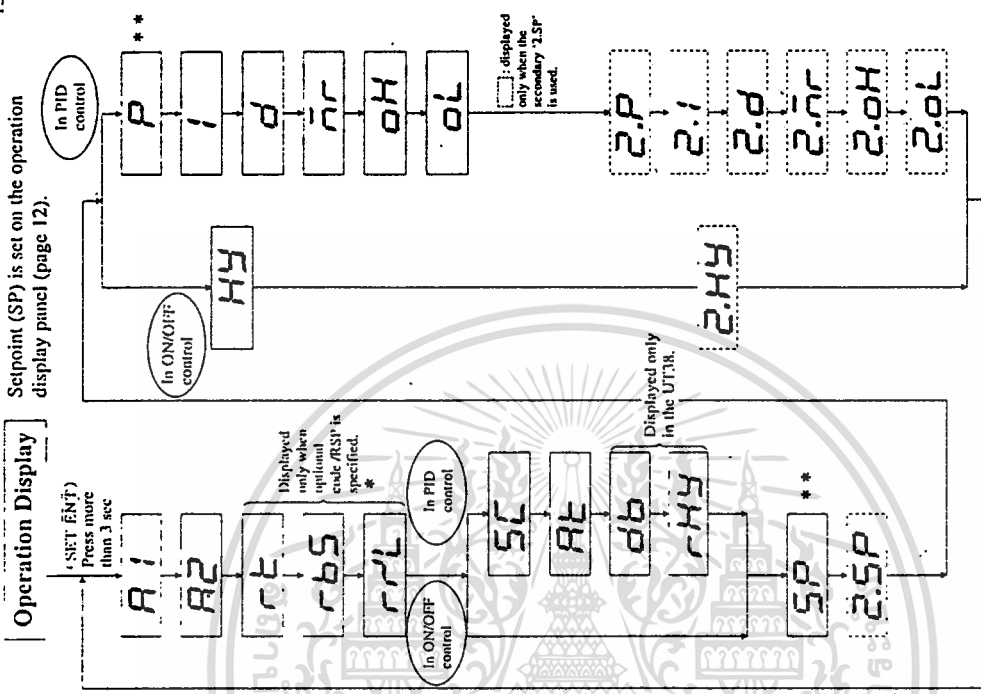 Operation Display
Setpoint (SP) is set on the operation
display panel (page 12).
(SET ENT)
Press more
than 3 sec
A1
A2
rt
rbS
Displayed
only when
optional
code /RSP is
specified.
*
In ON/OFF
control
In PID
control
SC
At
db
rHY
Displayed only
in the UT38.
SP
**
2.SP
In ON/OFF
control
HY
2.HY
In PID
control
P
**
I
d
oH
oL
: displayed
only when the
secondary '2.SP'
is used.
2.P
2.I
2.d
2.oH
2.oL